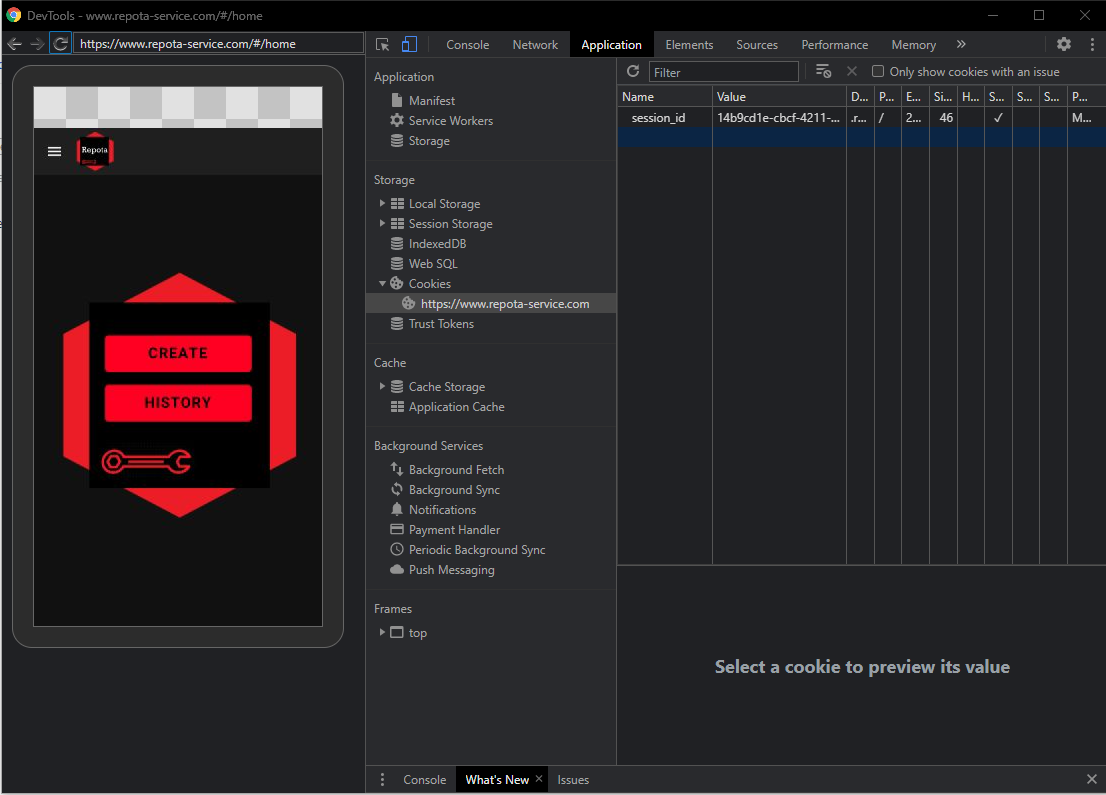 DevTools - www.repota-service.com/#/home
https://www.repota-service.com/#/home
Repota
CREATE
HISTORY
Console Network Application Elements Sources Performance Memory
Application
Manifest
Service Workers
Storage
Storage
Local Storage
Session Storage
IndexedDB
Web SQL
Cookies
https://www.repota-service.com
Trust Tokens
Cache
Cache Storage
Application Cache
Background Services
Background Fetch
Background Sync
Notifications
Payment Handler
Periodic Background Sync
Push Messaging
Frames
top
Filter Only show cookies with an issue
Name Value D... P... E... Si... H... S... S... S... P...
session_id 14b9cd1e-cbcf-4211-... .r... / 2... 46 ✓ M...
Select a cookie to preview its value
Console What's New Issues